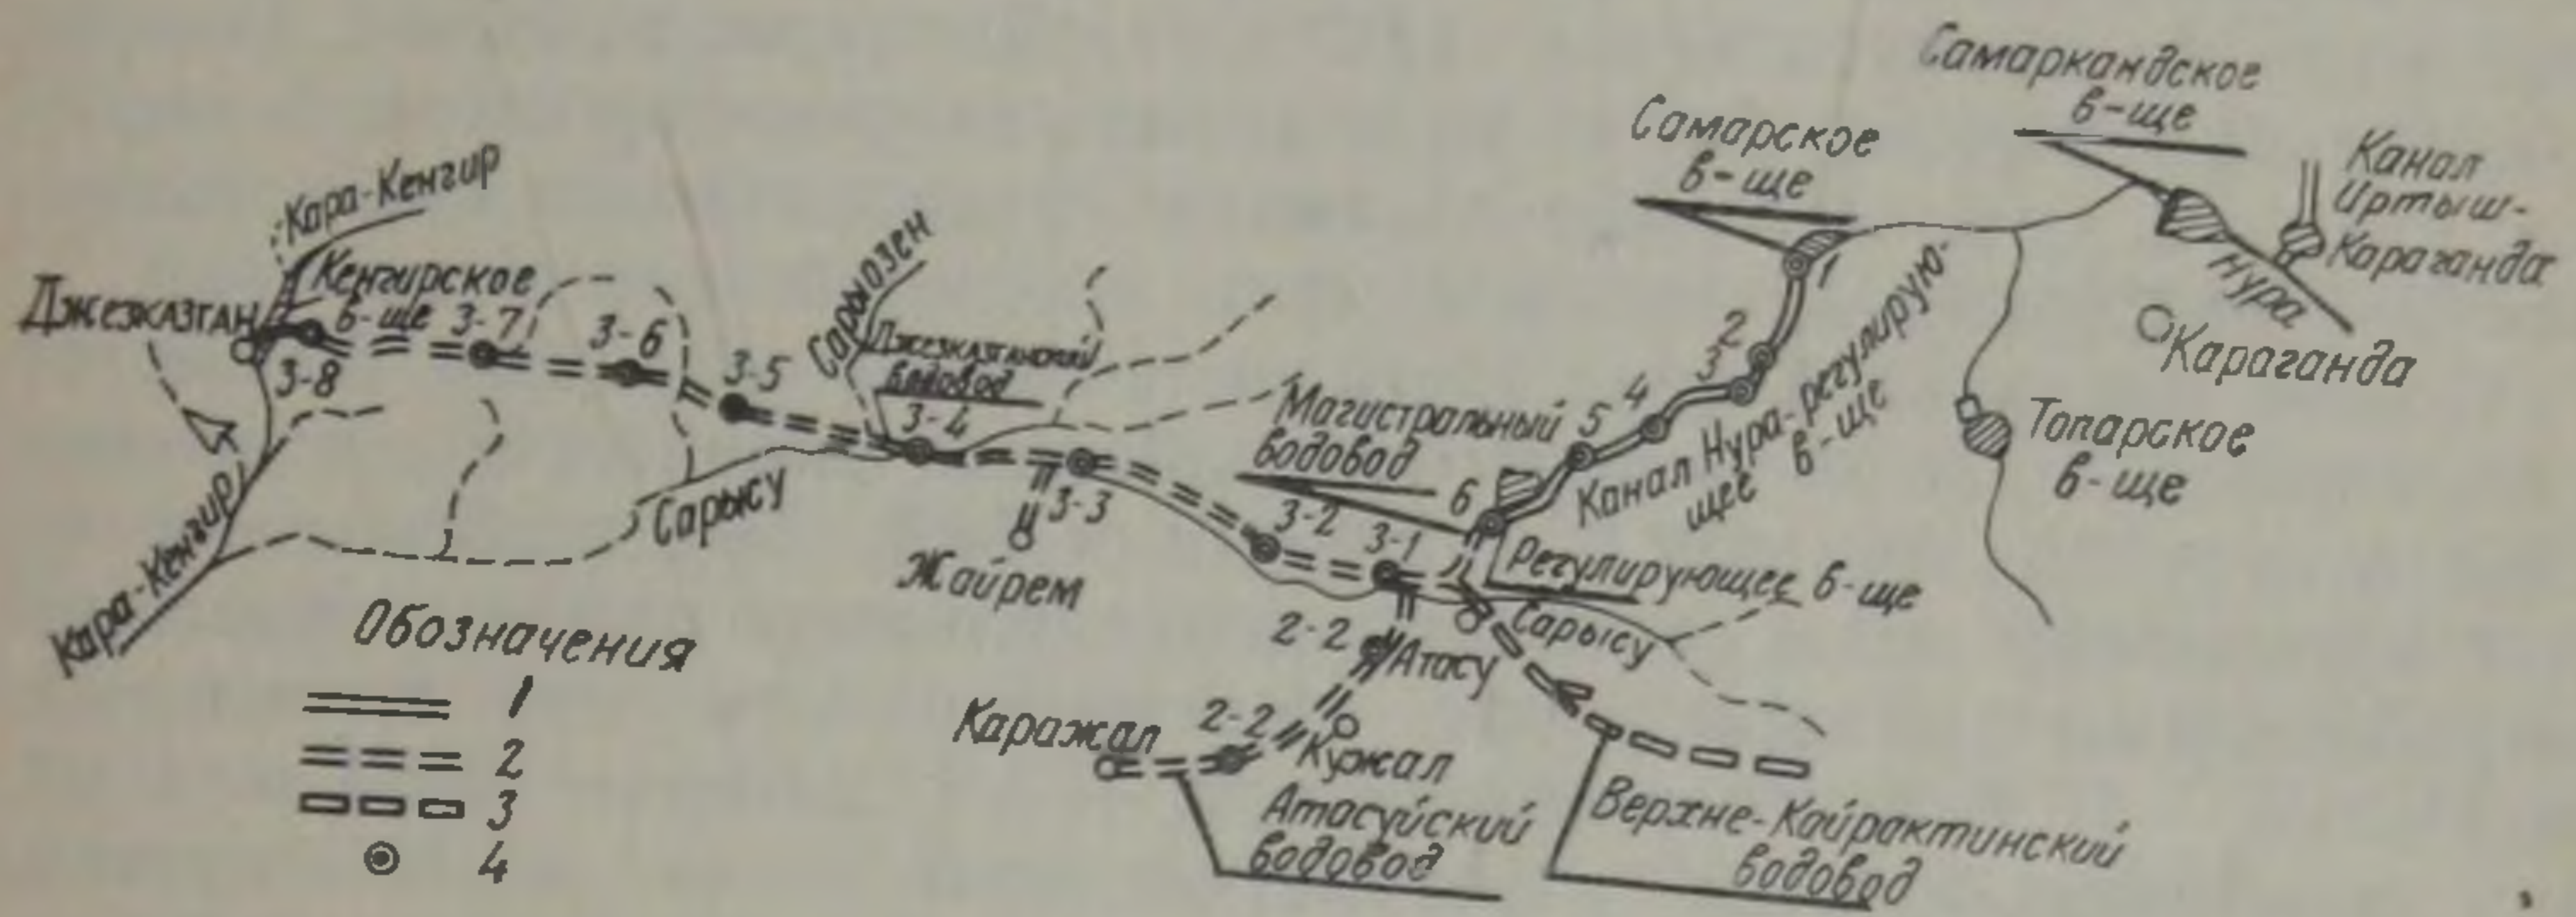 Самаркандское
в-ще
Канал
Иртыш-
Караганда
Нура
Караганда
Самарское
в-ще
1
2
3
4
5
6
Канал Нура-регулирую-
щее в-ще
Топарское
в-ще
Магистральный
водовод
Регулирующее в-ще
Сарысу
Кара-Кенгир
Джезказган
Кенгирское
в-ще
3-8
3-7
3-6
3-5
Сарыозен
Джезказганский
водовод
3-4
3-3
3-2
3-1
Жайрем
Сарысу
Кара-Кенгир
2-2
Атасу
2-2
Каражал
Кужал
Атасуйский
водовод
Верхне-Кайрактинский
водовод
Обозначения
1
2
3
4